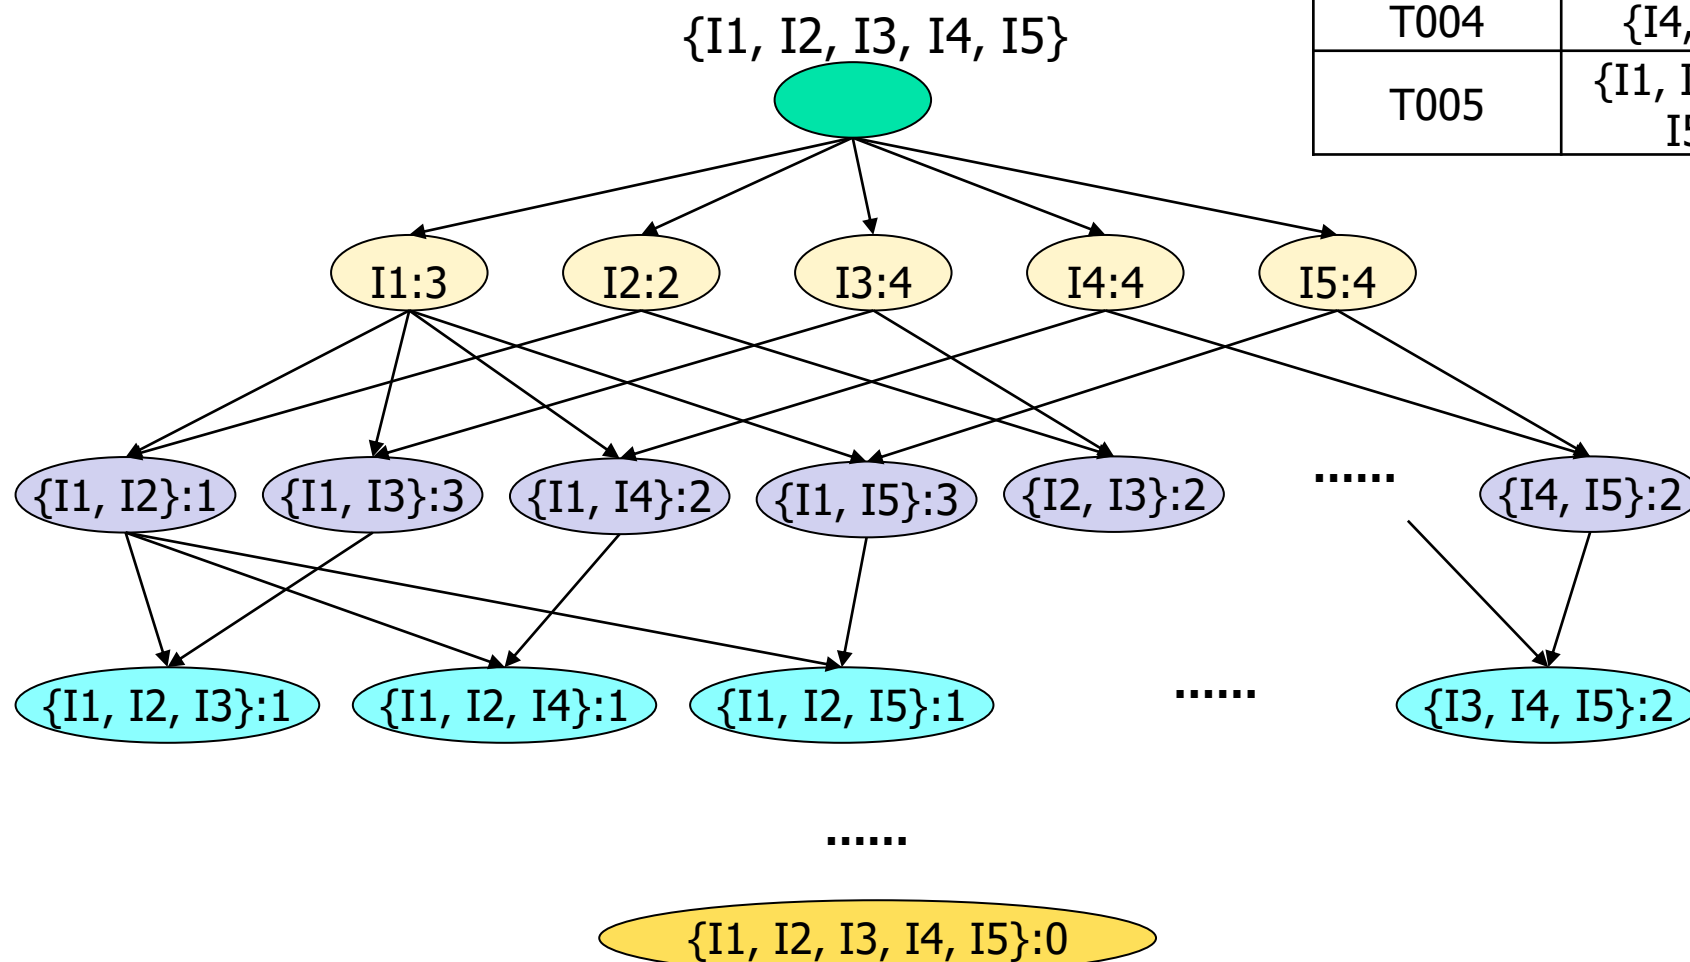 T004 {I4,
{I1, I2, I3, I4, I5}
T005 {I1,
I1:3 I2:2 I3:4 I4:4 I5:4
{I1, I2}:1 {I1, I3}:3 {I1, I4}:2 {I1, I5}:3 {I2, I3}:2 ...... {I4, I5}:2
{I1, I2, I3}:1 {I1, I2, I4}:1 {I1, I2, I5}:1 ...... {I3, I4, I5}:2
......
{I1, I2, I3, I4, I5}:0